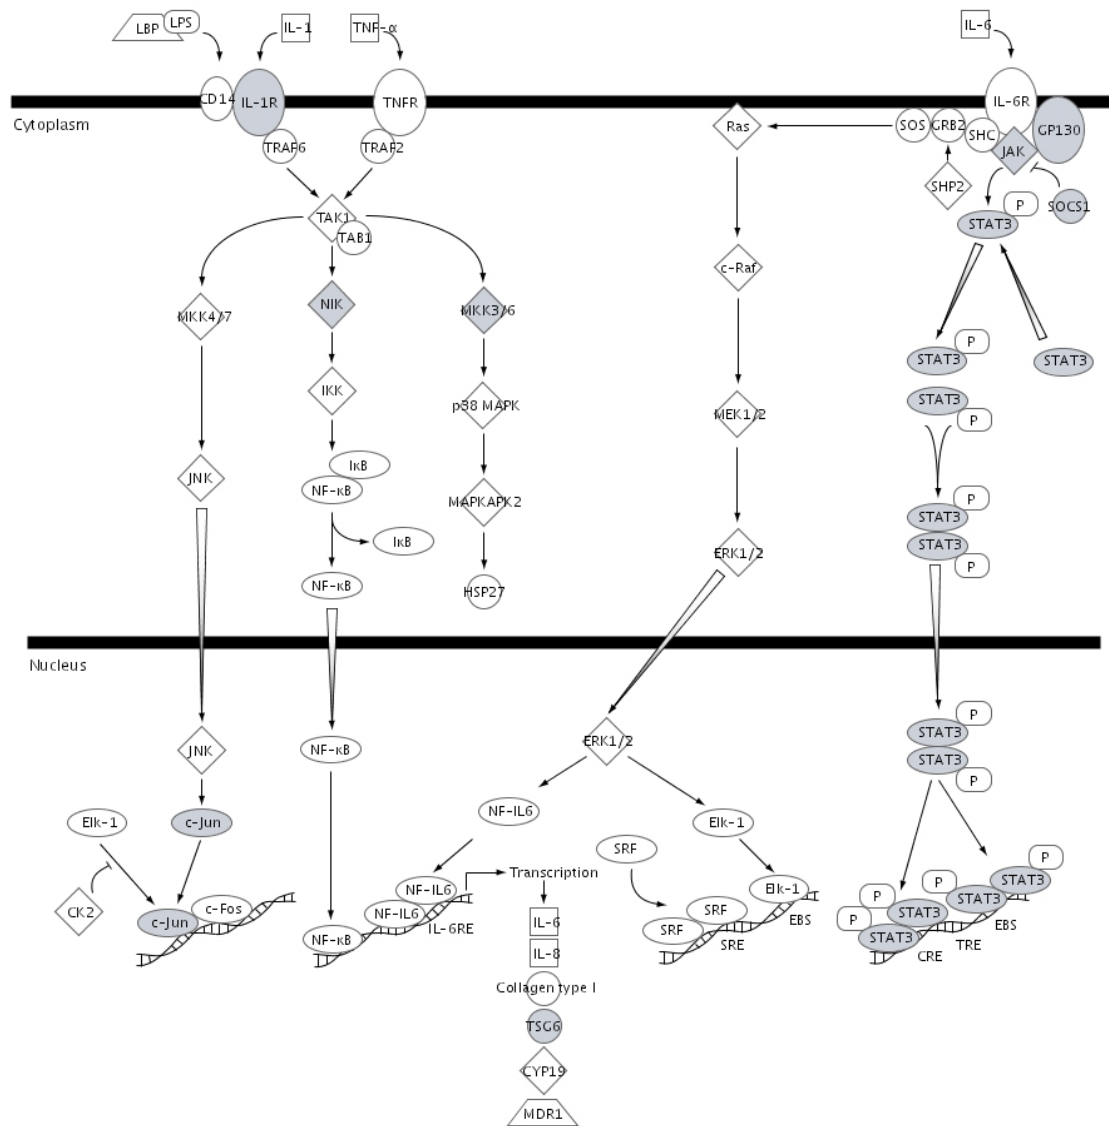 LBP
LPS
IL-1
TNF-α
IL-6
CD14
IL-1R
TNFR
IL-6R
Cytoplasm
TRAF6
TRAF2
Ras
SOS
GRB2
SHC
JAK
GP130
SHP2
P
SOCS1
STAT3
TAK1
TAB1
c-Raf
MKK4/7
NIK
MKK3/6
P
STAT3
STAT3
IKK
p38 MAPK
MEK1/2
STAT3
P
IκB
JNK
NF-κB
MAPKAPK2
P
STAT3
STAT3
P
IκB
ERK1/2
NF-κB
HSP27
Nucleus
P
STAT3
JNK
NF-κB
ERK1/2
STAT3
P
Elk-1
c-Jun
NF-IL6
Elk-1
SRF
Transcription
P
STAT3
P
STAT3
P
STAT3
P
STAT3
CK2
c-Jun
c-Fos
NF-κB
NF-IL6
NF-IL6
IL-6RE
IL-6
SRF
SRF
SRE
Elk-1
EBS
CRE
TRE
EBS
IL-8
Collagen type I
TSG6
CYP19
MDR1